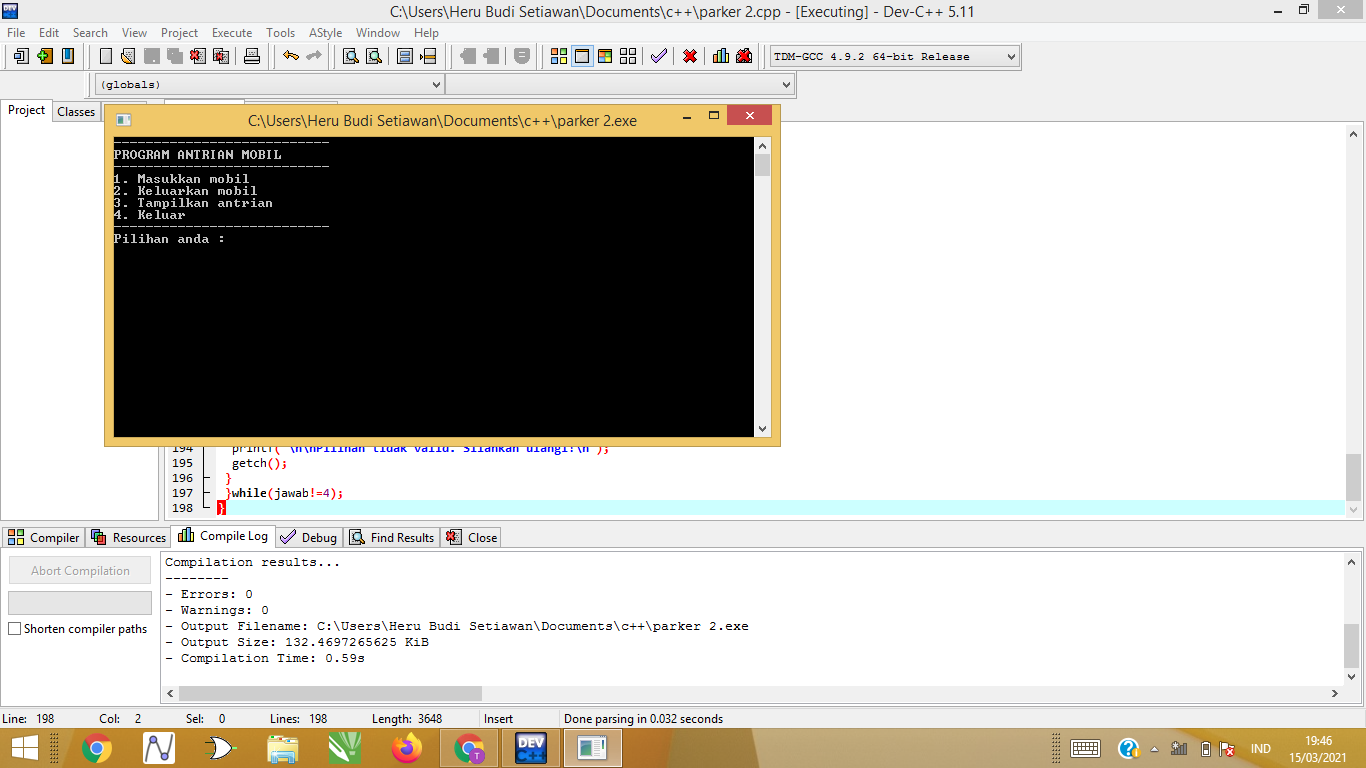 C:\Users\Heru Budi Setiawan\Documents\c++\parker 2.cpp - [Executing] - Dev-C++ 5.11
File Edit Search View Project Execute Tools AStyle Window Help
TDM-GCC 4.9.2 64-bit Release
(globals)
Project Classes
C:\Users\Heru Budi Setiawan\Documents\c++\parker 2.exe
---------------------------
PROGRAM ANTRIAN MOBIL
---------------------------
1. Masukkan mobil
2. Keluarkan mobil
3. Tampilkan antrian
4. Keluar
---------------------------
Pilihan anda :
194 printf("\n\nPilihan tidak valid. Silahkan ulangi!\n");
195 getch();
196 }
197 }while(jawab!=4);
198 }
Compiler Resources Compile Log Debug Find Results Close
Abort Compilation
Shorten compiler paths
Compilation results...
--------
- Errors: 0
- Warnings: 0
- Output Filename: C:\Users\Heru Budi Setiawan\Documents\c++\parker 2.exe
- Output Size: 132.4697265625 KiB
- Compilation Time: 0.59s
Line: 198 Col: 2 Sel: 0 Lines: 198 Length: 3648 Insert Done parsing in 0.032 seconds
T
DEV C++
IND
19:46
15/03/2021